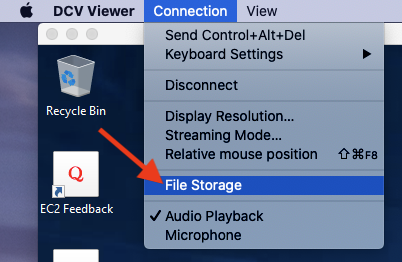 DCV Viewer Connection View
Send Control+Alt+Del
Keyboard Settings
Disconnect
Display Resolution...
Streaming Mode...
Relative mouse position ⇧⌘F8
File Storage
✓ Audio Playback
Microphone
Recycle Bin
Q
EC2 Feedback